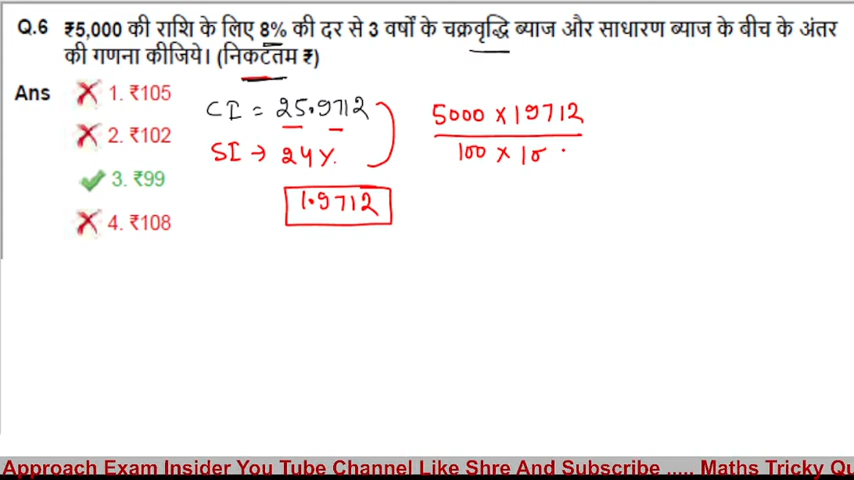 Q.6 ₹5,000 की राशि के लिए 8% की दर से 3 वर्षों के चक्रवृद्धि ब्याज और साधारण ब्याज के बीच के अंतर
की गणना कीजिये। (निकटतम ₹)
Ans 1. ₹105
2. ₹102
3. ₹99
4. ₹108
CI = 25.9712
SI → 24%
1.9712
5000 × 19712
100 × 10
Approach Exam Insider You Tube Channel Like Shre And Subscribe ..... Maths Tricky Qu